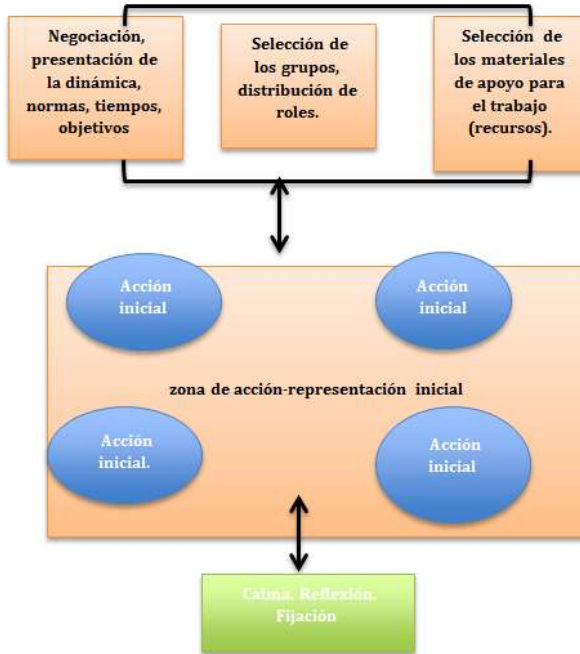 Negociación,
presentación de
la dinámica,
normas, tiempos,
objetivos
Selección de
los grupos,
distribución de
roles.
Selección de
los materiales
de apoyo para
el trabajo
(recursos).
Acción
inicial
Acción
inicial
zona de acción-representación inicial
Acción
inicial.
Acción
inicial
Calma. Reflexión.
Fijación